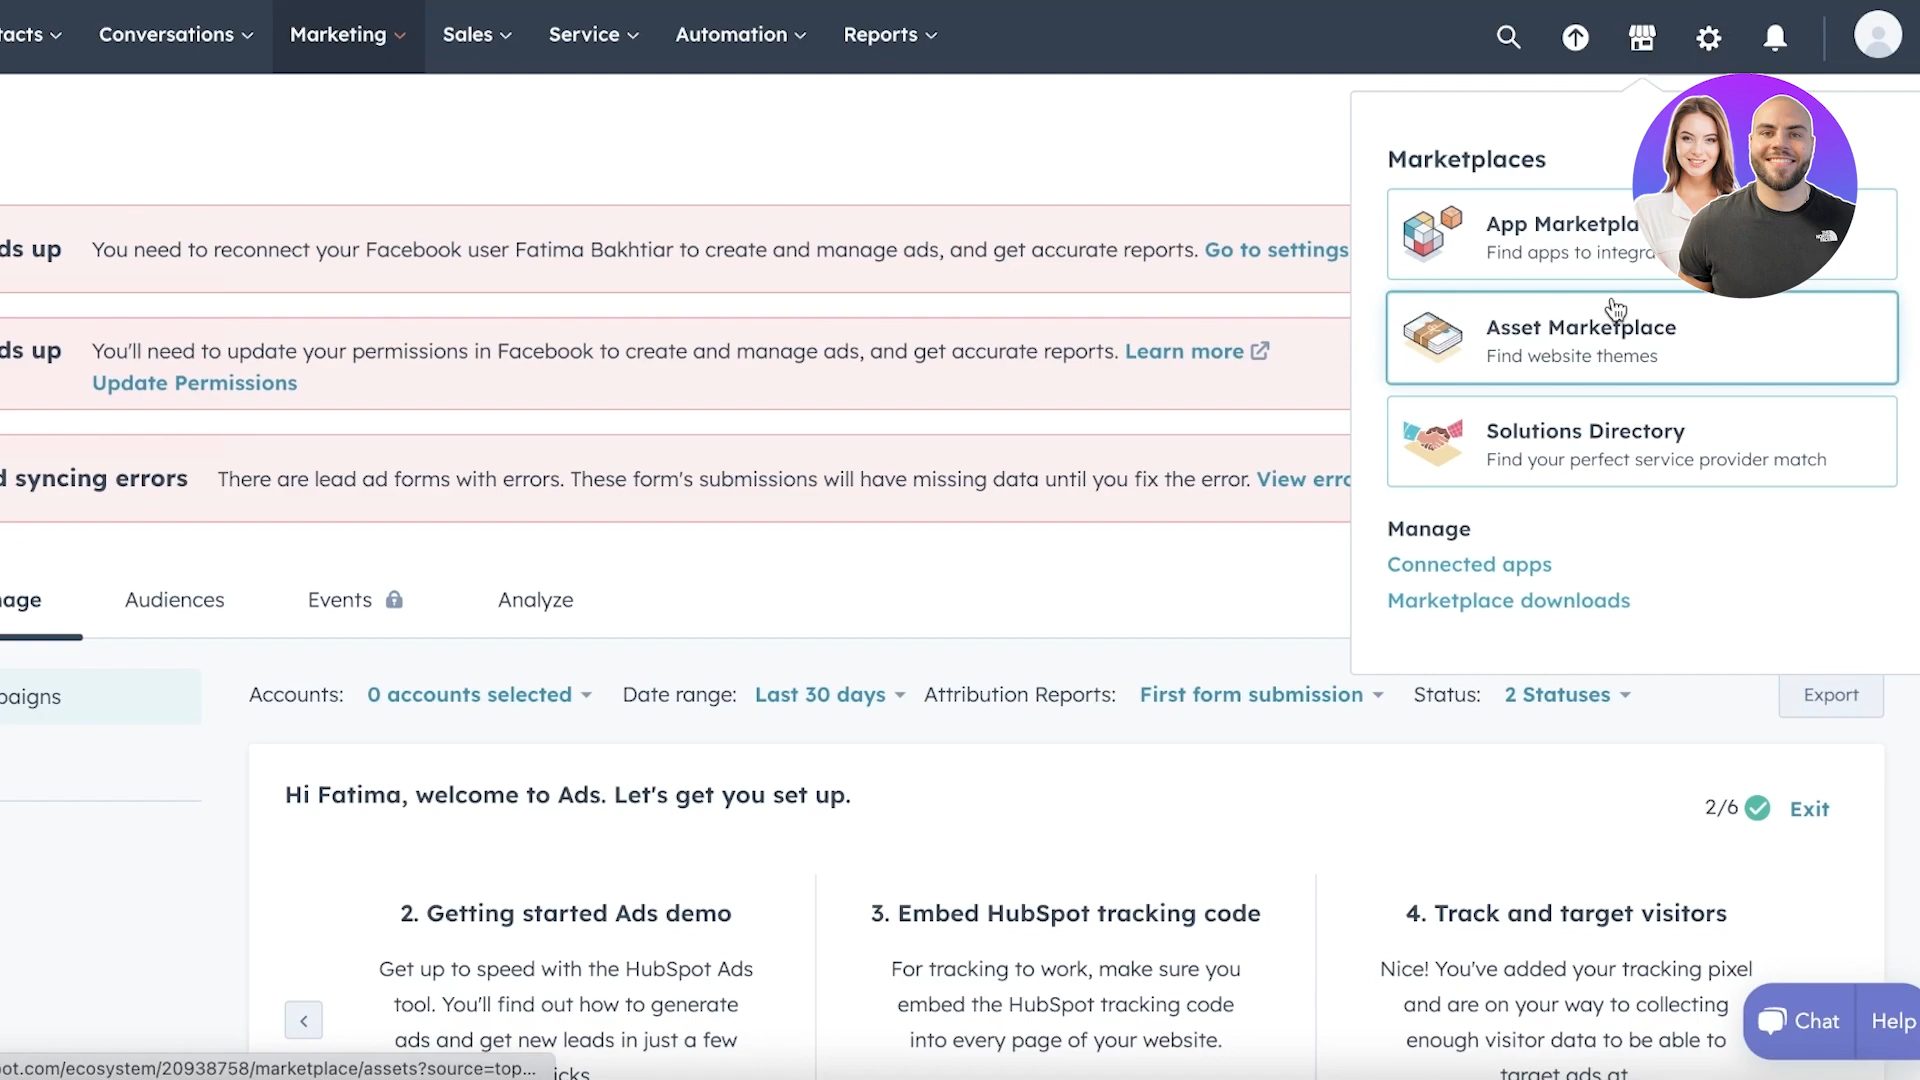 tacts
Conversations
Marketing
Sales
Service
Automation
Reports
Marketplaces
App Marketpla
Find apps to integra
Asset Marketplace
Find website themes
Solutions Directory
Find your perfect service provider match
Manage
Connected apps
Marketplace downloads
ds up You need to reconnect your Facebook user Fatima Bakhtiar to create and manage ads, and get accurate reports. Go to settings
ds up You'll need to update your permissions in Facebook to create and manage ads, and get accurate reports. Learn more
Update Permissions
d syncing errors There are lead ad forms with errors. These form's submissions will have missing data until you fix the error. View erro
nage
Audiences
Events
Analyze
paigns
Accounts: 0 accounts selected Date range: Last 30 days Attribution Reports: First form submission Status: 2 Statuses
Export
Hi Fatima, welcome to Ads. Let's get you set up.
2/6
Exit
2. Getting started Ads demo
Get up to speed with the HubSpot Ads
tool. You'll find out how to generate
ads and get new leads in just a few
icks
3. Embed HubSpot tracking code
For tracking to work, make sure you
embed the HubSpot tracking code
into every page of your website.
4. Track and target visitors
Nice! You've added your tracking pixel
and are on your way to collecting
enough visitor data to be able to
target ads at
Chat
Help
pot.com/ecosystem/20938758/marketplace/assets?source=top...